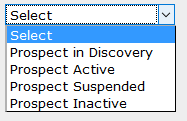 Select
Select
Prospect in Discovery
Prospect Active
Prospect Suspended
Prospect Inactive